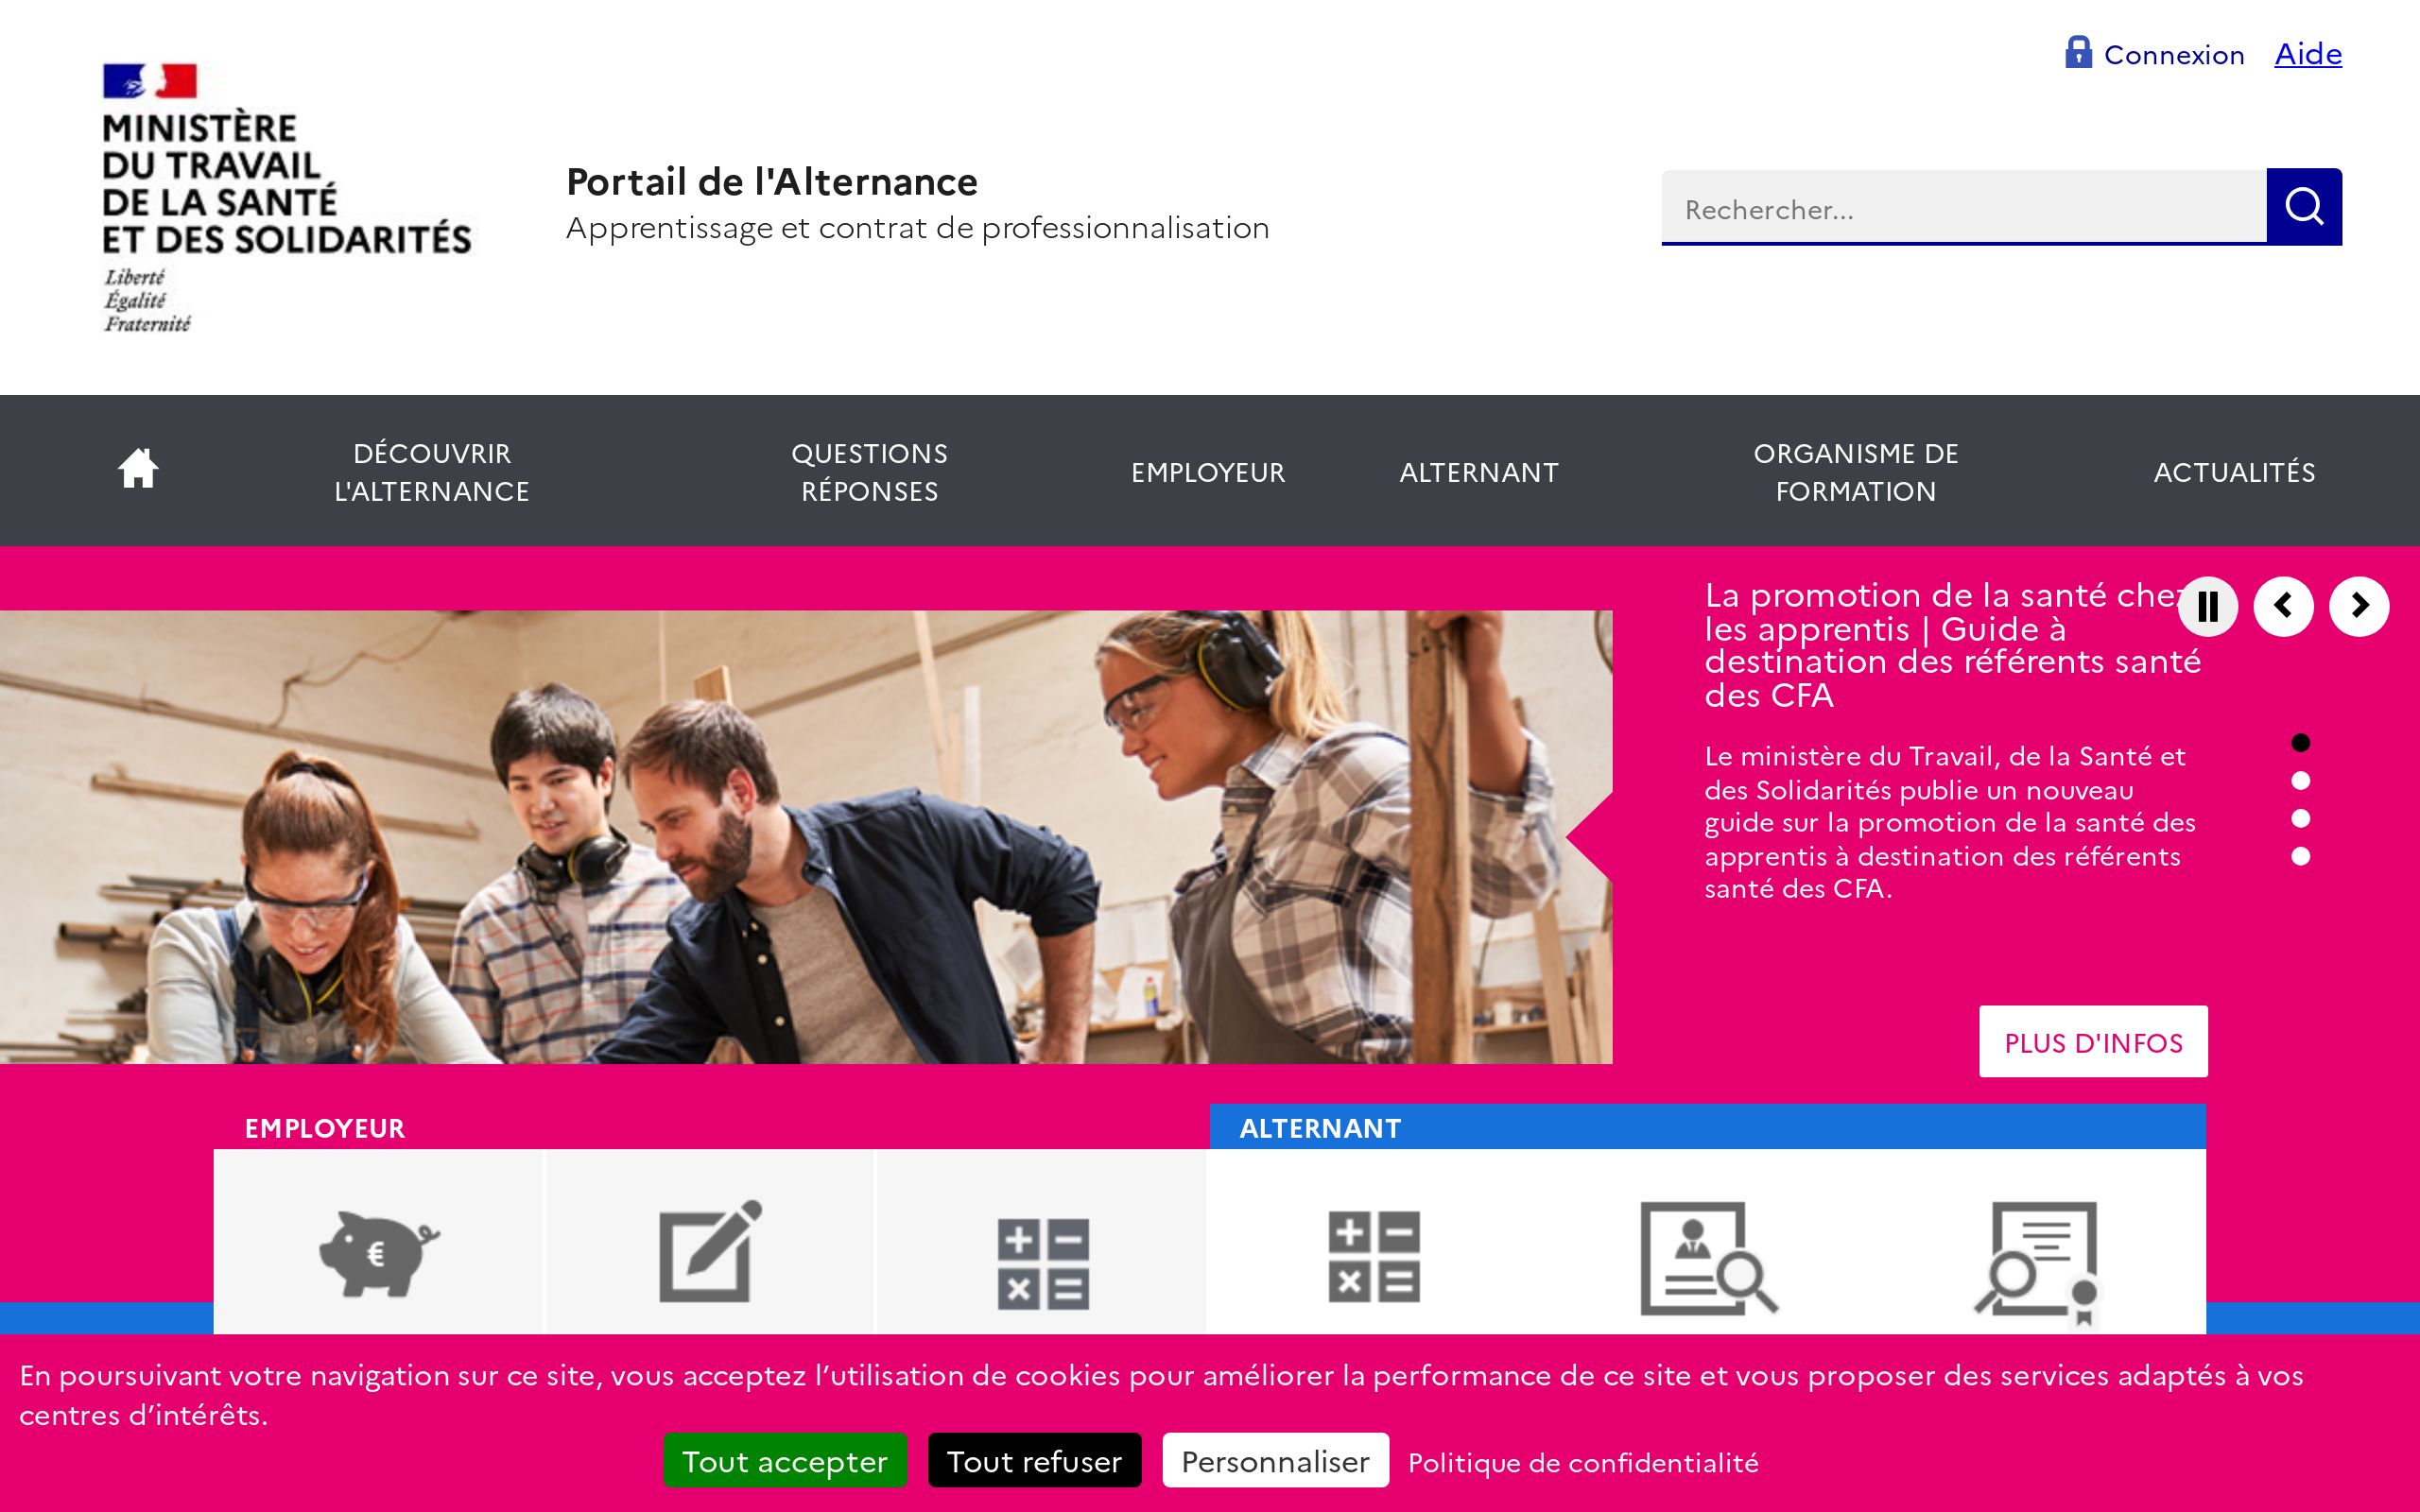 Connexion Aide
MINISTÈRE
DU TRAVAIL
DE LA SANTÉ
ET DES SOLIDARITÉS
Liberté
Égalité
Fraternité
Portail de l'Alternance
Apprentissage et contrat de professionnalisation
Rechercher...
DÉCOUVRIR
L'ALTERNANCE
QUESTIONS
RÉPONSES
EMPLOYEUR
ALTERNANT
ORGANISME DE
FORMATION
ACTUALITÉS
La promotion de la santé chez
les apprentis | Guide à
destination des référents santé
des CFA
Le ministère du Travail, de la Santé et
des Solidarités publie un nouveau
guide sur la promotion de la santé des
apprentis à destination des référents
santé des CFA.
PLUS D'INFOS
EMPLOYEUR
ALTERNANT
En poursuivant votre navigation sur ce site, vous acceptez l’utilisation de cookies pour améliorer la performance de ce site et vous proposer des services adaptés à vos
centres d’intérêts.
Tout accepter Tout refuser Personnaliser Politique de confidentialité